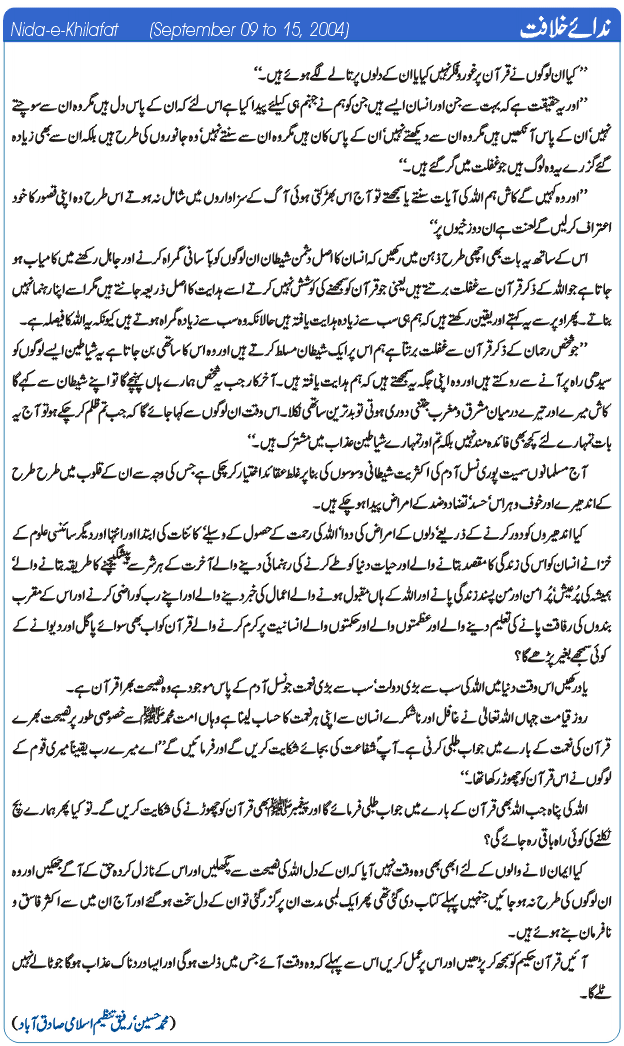 Nida-e-Khilafat (September 09 to 15, 2004) ندائے خلافت
’’کیا ان لوگوں نے قرآن پر غور و فکر نہیں کیا یا ان کے دلوں پر تالے لگے ہوئے ہیں۔‘‘
’’اور یہ حقیقت ہے کہ بہت سے جن اور انسان ایسے ہیں جن کو ہم نے جہنم ہی کیلئے پیدا کیا ہے اس لئے کہ ان کے پاس دل ہیں مگر وہ ان سے سوچتے
نہیں‘ ان کے پاس آنکھیں ہیں مگر وہ ان سے دیکھتے نہیں‘ ان کے پاس کان ہیں مگر وہ ان سے سنتے نہیں‘ وہ جانوروں کی طرح ہیں بلکہ ان سے بھی زیادہ
گئے گزرے یہ وہ لوگ ہیں جو غفلت میں گر گئے ہیں۔‘‘
’’اور وہ کہیں گے کاش ہم اللہ کی آیات سنتے یا سمجھتے تو آج اس بھڑکتی ہوئی آگ کے سزاواروں میں شامل نہ ہوتے اس طرح وہ اپنی قصور کا خود
اعتراف کرلیں گے لعنت ہے ان دوزخیوں پر‘‘
اس کے ساتھ یہ بات بھی اچھی طرح ذہن میں رکھیں کہ انسان کا اصل دشمن شیطان ان لوگوں کو بآسانی گمراہ کرنے اور جاہل رکھنے میں کامیاب ہو
جاتا ہے جو اللہ کے ذکر قرآن سے غفلت برتتے ہیں یعنی جو قرآن کو سمجھنے کی کوشش نہیں کرتے اسے ہدایت کا اصل ذریعہ جانتے ہیں مگر اسے اپنا رہنما نہیں
بناتے۔ پھر اوپر سے یہ کہتے اور یقین رکھتے ہیں کہ ہم ہی سب سے زیادہ ہدایت یافتہ ہیں حالانکہ وہ سب سے زیادہ گمراہ ہوتے ہیں کیونکہ یہ اللہ کا فیصلہ ہے۔
’’جو شخص رحمان کے ذکر قرآن سے غفلت برتتا ہے ہم اس پر ایک شیطان مسلط کرتے ہیں اور وہ اس کا ساتھی بن جاتا ہے یہ شیاطین ایسے لوگوں کو
سیدھی راہ پر آنے سے روکتے ہیں اور وہ اپنی جگہ یہ سمجھتے ہیں کہ ہم ہدایت یافتہ ہیں۔ آخرکار جب یہ شخص ہمارے ہاں پہنچے گا تو اپنے شیطان سے کہے گا
کاش میرے اور تیرے درمیان مشرق و مغرب جتنی دوری ہوتی تو بدترین ساتھی نکلا۔ اس وقت ان لوگوں سے کہا جائے گا کہ جب تم ظلم کر چکے ہو تو آج یہ
بات تمہارے لئے کچھ بھی فائدہ مند نہیں بلکہ تم اور تمہارے شیاطین عذاب میں مشترک ہیں۔‘‘
آج مسلمانوں سمیت پوری نسل آدم کی اکثریت شیطانی وسوسوں کی بنا پر غلط عقائد اختیار کر چکی ہے جس کی وجہ سے ان کے قلوب میں طرح طرح
کے اندھیرے اور خوف و ہراس‘ حسد‘ تضاد و ضد کے امراض پیدا ہو چکے ہیں۔
کیا اندھیروں کو دور کرنے کے ذریعے‘ دلوں کے امراض کی دوا‘ اللہ کی رحمت کے حصول کے وسیلے‘ کائنات کی ابتدا اور انتہا اور دیگر سائنسی علوم کے
خزانے انسان کو اس کی زندگی کا مقصد بتانے والے اور حیات دنیا کو طے کرنے کی رہنمائی دینے والے آخرت کے ہر شر سے پیشگی بچنے کا طریقہ بتانے والے‘
ہمیشہ کی پُرعیش‘ پُر امن اور من پسند زندگی پانے اور اللہ کے ہاں مقبول ہونے والے اعمال کی خبر دینے والے اور اپنے رب کو راضی کرنے اور اس کے مقرب
بندوں کی رفاقت پانے کی تعلیم دینے والے اور عظمتوں والے اور حکمتوں والے اور انسانیت پر کرم کرنے والے قرآن کو اب بھی سوائے پاگل اور دیوانے کے
کوئی سمجھے بغیر پڑھے گا؟
یاد رکھیں اس وقت دنیا میں اللہ کی سب سے بڑی دولت‘ سب سے بڑی نعمت جو نسل آدم کے پاس موجود ہے وہ نصیحت بھرا قرآن ہے۔
روز قیامت جہاں اللہ تعالیٰ نے غافل اور ناشکرے انسان سے اپنی ہر نعمت کا حساب لینا ہے وہاں امت محمد ﷺ سے خصوصی طور پر نصیحت بھرے
قرآن کی نعمت کے بارے میں جواب طلبی کرنی ہے۔ آپؐ شفاعت کی بجائے شکایت کریں گے اور فرمائیں گے ’’اے میرے رب یقیناً میری قوم کے
لوگوں نے اس قرآن کو چھوڑ رکھا تھا۔‘‘
اللہ کی پناہ جب اللہ بھی قرآن کے بارے میں جواب طلبی فرمائے گا اور پیغمبر ﷺ بھی قرآن کو چھوڑنے کی شکایت کریں گے۔ تو کیا پھر ہمارے بچ
نکلنے کی کوئی راہ باقی رہ جائے گی؟
کیا ایمان لانے والوں کے لئے ابھی بھی وہ وقت نہیں آیا کہ ان کے دل اللہ کی نصیحت سے پگھلیں اور اس کے نازل کردہ حق کے آگے جھکیں اور وہ
ان لوگوں کی طرح نہ ہو جائیں جنہیں پہلے کتاب دی گئی تھی پھر ایک لمبی مدت ان پر گزر گئی تو ان کے دل سخت ہو گئے اور آج ان میں سے اکثر فاسق و
نافرمان بنے ہوئے ہیں۔
آئیں قرآن حکیم کو سمجھ کر پڑھیں اور اس پر عمل کریں اس سے پہلے کہ وہ وقت آئے جس میں ذلت ہوگی اور ایسا دردناک عذاب ہوگا جو ٹالے نہیں
ٹلے گا۔
(محمد حسین‘ رفیق تنظیم اسلامی صادق آباد)